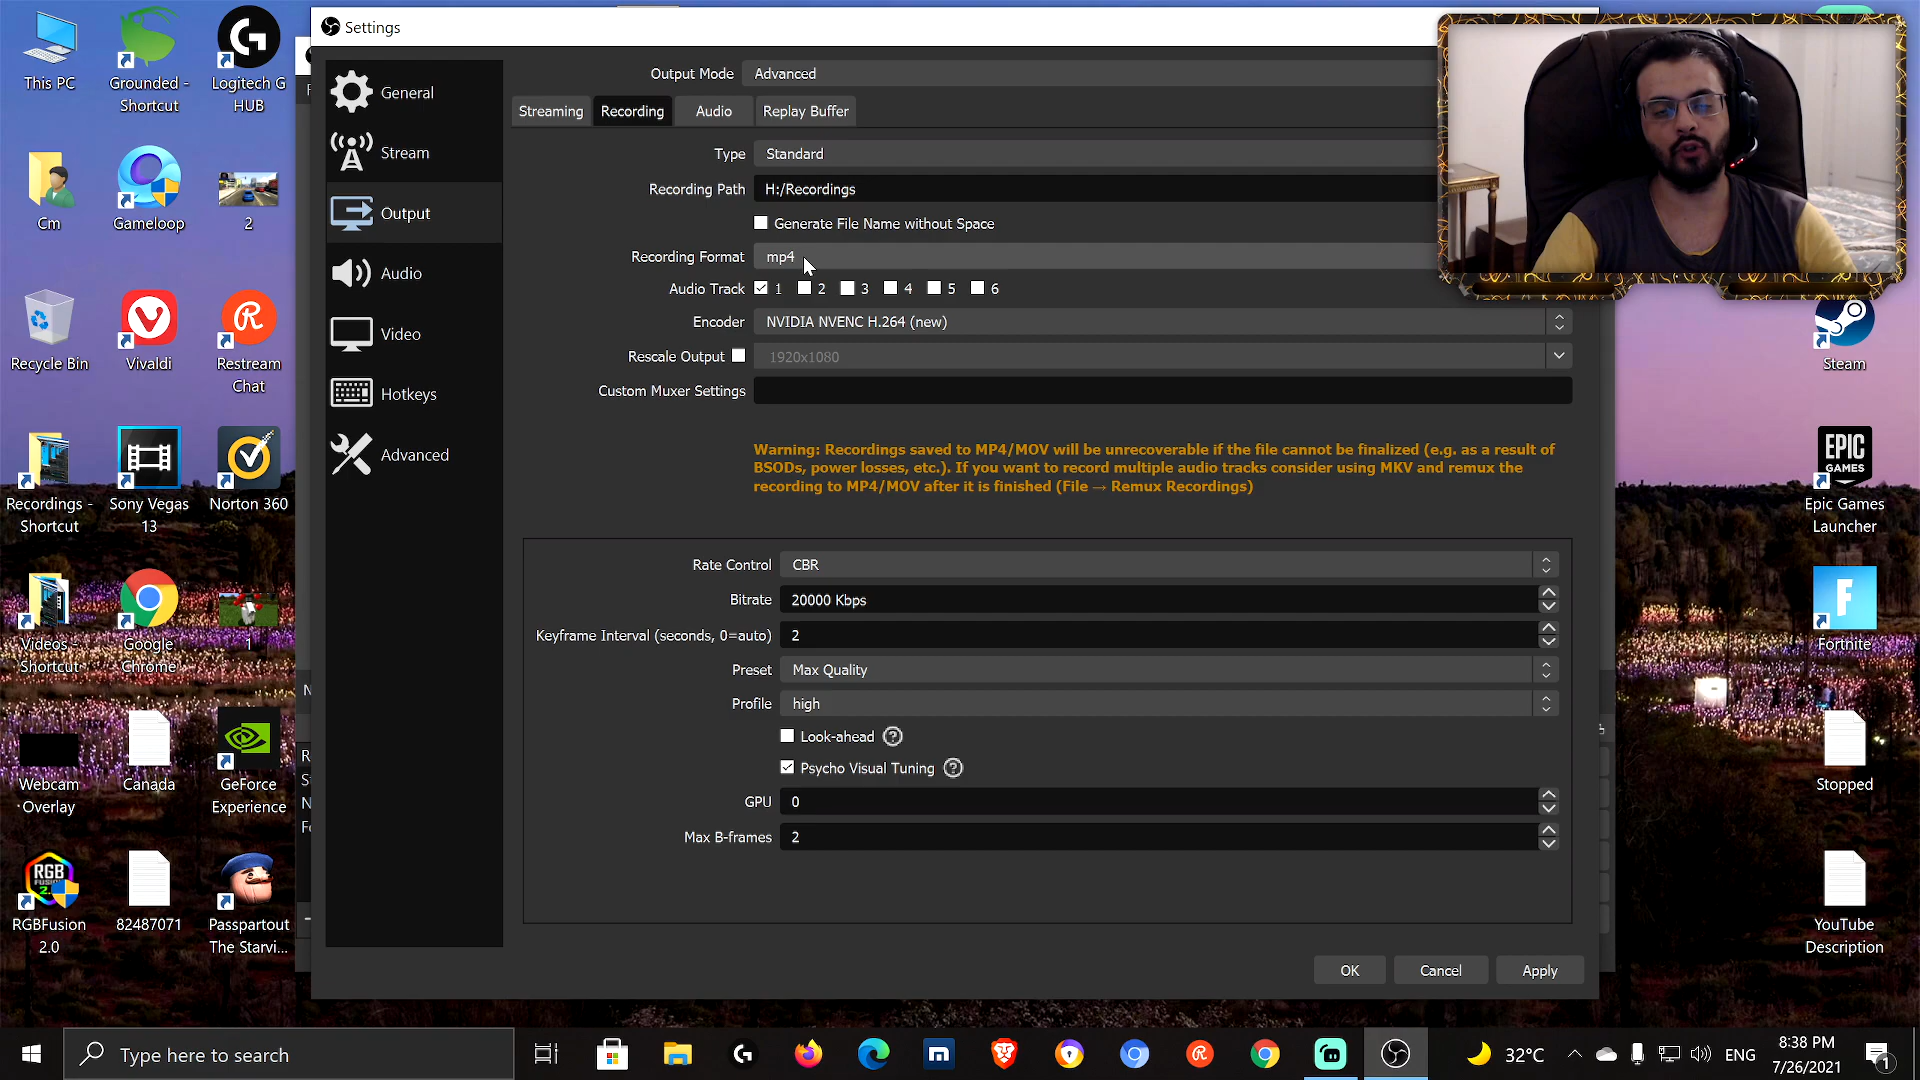 Settings
General
Stream
Output
Audio
Video
Hotkeys
Advanced
Output Mode Advanced
Streaming Recording Audio Replay Buffer
Type Standard
Recording Path H:/Recordings
Generate File Name without Space
Recording Format mp4
Audio Track 1 2 3 4 5 6
Encoder NVIDIA NVENC H.264 (new)
Rescale Output 1920x1080
Custom Muxer Settings
Warning: Recordings saved to MP4/MOV will be unrecoverable if the file cannot be finalized (e.g. as a result of
BSODs, power losses, etc.). If you want to record multiple audio tracks consider using MKV and remux the
recording to MP4/MOV after it is finished (File → Remux Recordings)
Rate Control CBR
Bitrate 20000 Kbps
Keyframe Interval (seconds, 0=auto) 2
Preset Max Quality
Profile high
Look-ahead ?
Psycho Visual Tuning ?
GPU 0
Max B-frames 2
OK Cancel Apply
This PC
Grounded -
Shortcut
Logitech G
HUB
Cm
Gameloop
2
Recycle Bin
Vivaldi
Restream
Chat
Recordings -
Shortcut
Sony Vegas
13
Norton 360
Videos -
Shortcut
Google
Chrome
1
Webcam
Overlay
Canada
GeForce
Experience
RGB
FUSION
2.0
RGBFusion
2.0
82487071
Passpartout
The Starvi...
Steam
EPIC
GAMES
Epic Games
Launcher
F
Fortnite
Stopped
YouTube
Description
Type here to search
32°C
ENG
8:38 PM
7/26/2021
1